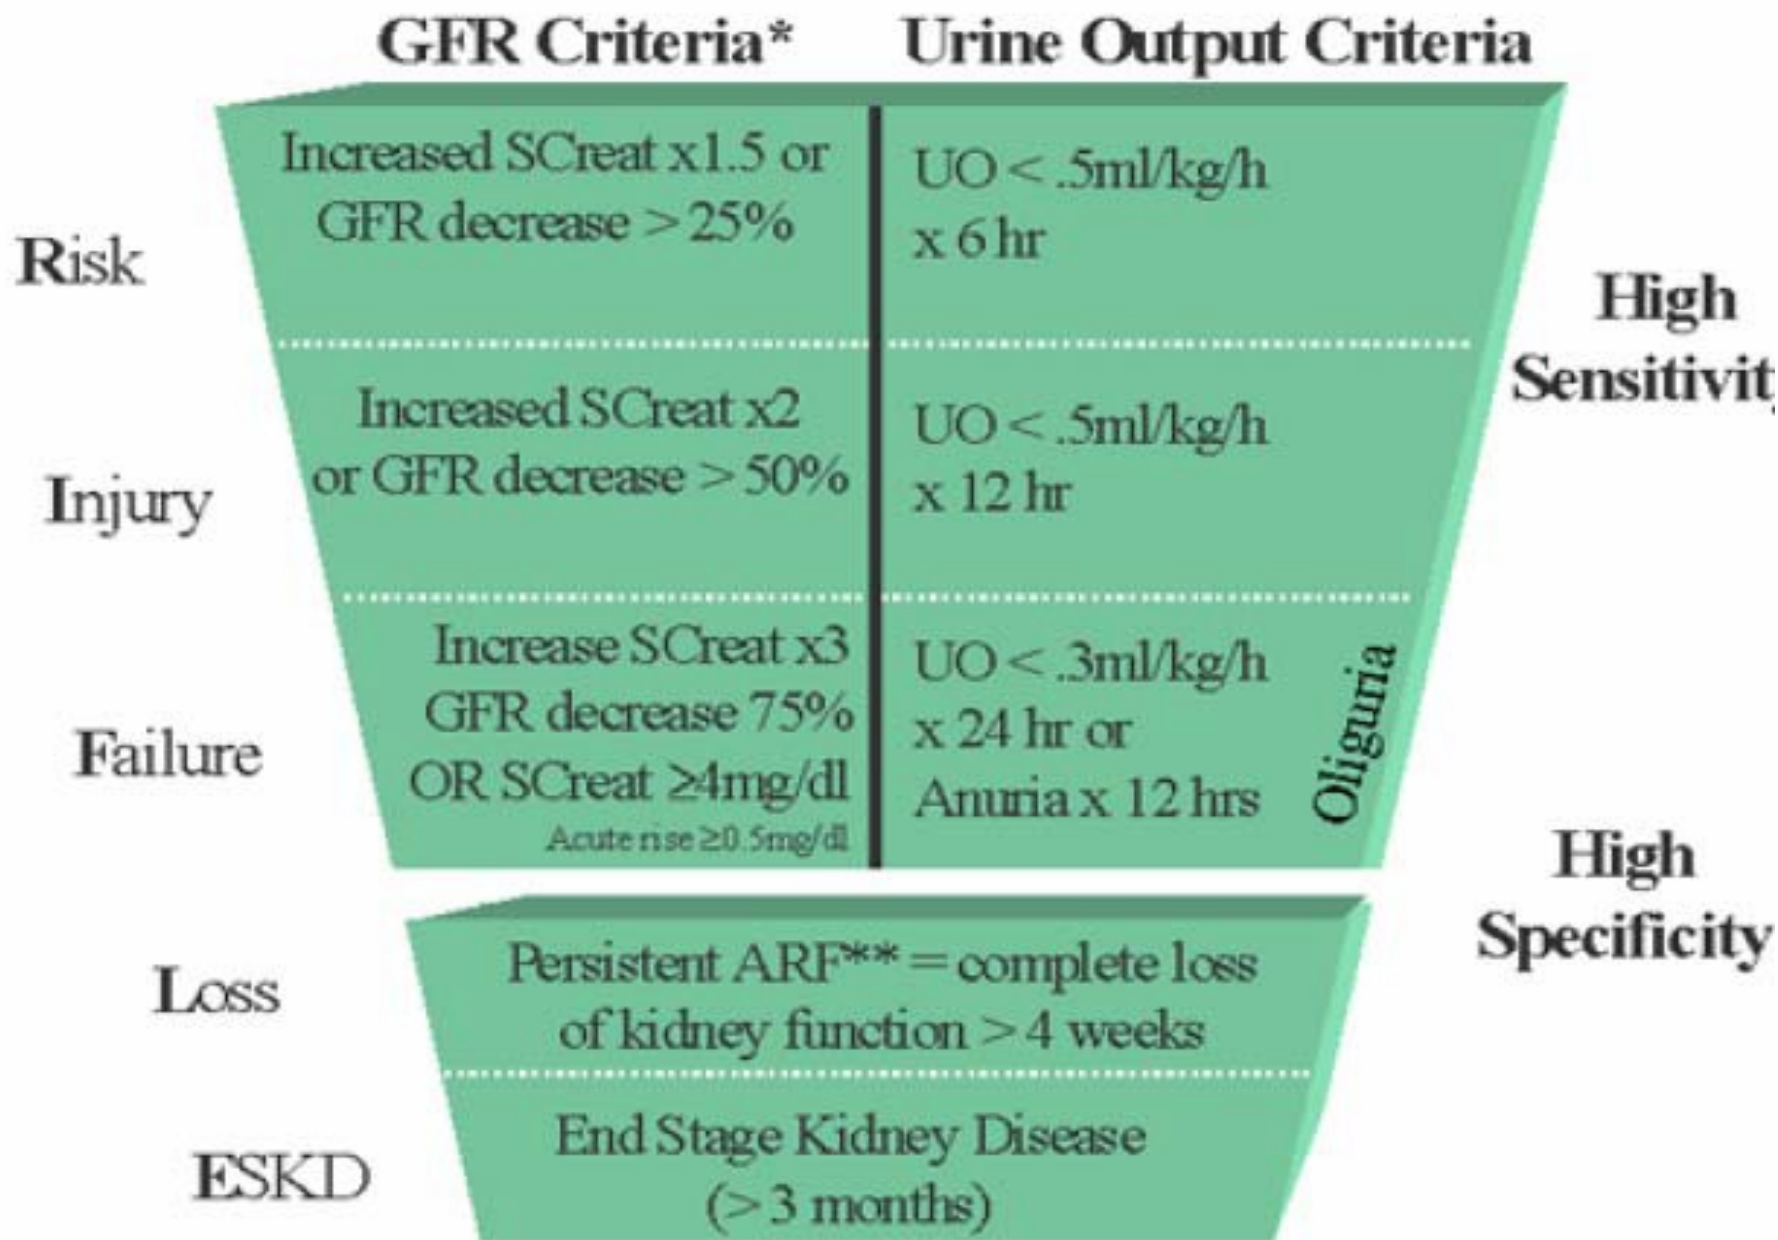 GFR Criteria* Urine Output Criteria
Risk
Increased SCreat x1.5 or
GFR decrease > 25%
UO < .5ml/kg/h
x 6 hr
High
Sensitivity
Injury
Increased SCreat x2
or GFR decrease > 50%
UO < .5ml/kg/h
x 12 hr
Failure
Increase SCreat x3
GFR decrease 75%
OR SCreat ≥4mg/dl
Acute rise ≥0.5mg/dl
UO < .3ml/kg/h
x 24 hr or
Anuria x 12 hrs
Oliguria
High
Specificity
Loss
Persistent ARF** = complete loss
of kidney function > 4 weeks
ESKD
End Stage Kidney Disease
(> 3 months)